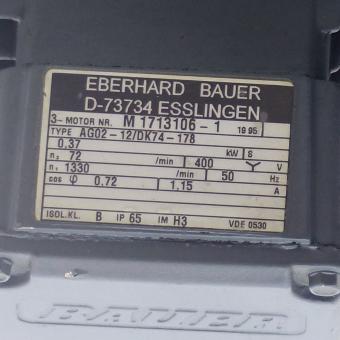 EBERHARD BAUER
D-73734 ESSLINGEN
3~ MOTOR NR. M 1713106-1 1995
TYPE AG02-12/DK74-178
0,37 kW S
n₂ 72 /min 400 Y V
n₁ 1330 /min 50 Hz
cos φ 0,72 1,15 A
ISOL.KL. B IP 65 IM H3 VDE 0530
BAUER